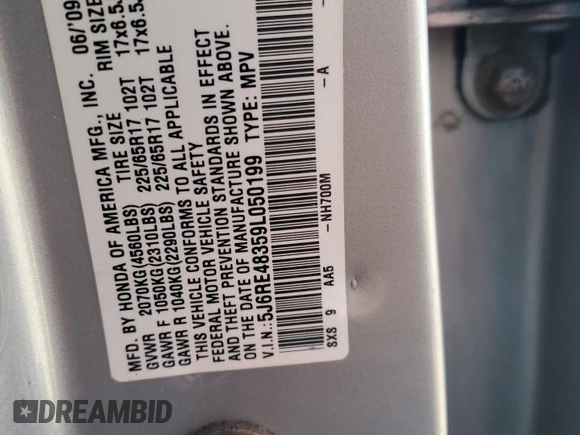 MFD. BY HONDA OF AMERICA MFG., INC. 06/'09
TIRE SIZE RIM SIZE
GVWR 2070KG(4560LBS) 225/65R17 102T 17x6.5
GAWR F 1050KG(2310LBS) 225/65R17 102T 17x6.5
GAWR R 1040KG(2290LBS)
THIS VEHICLE CONFORMS TO ALL APPLICABLE
FEDERAL MOTOR VEHICLE SAFETY
AND THEFT PREVENTION STANDARDS IN EFFECT
ON THE DATE OF MANUFACTURE SHOWN ABOVE.
V.I.N.:5J6RE48359L050199 TYPE: MPV
SXS 9 AA5 -NH700M -A
DREAMBID